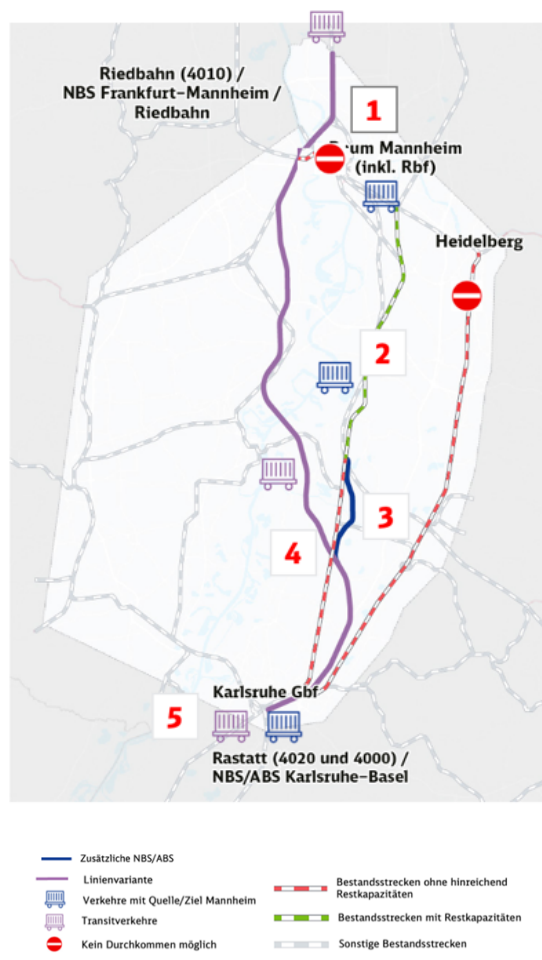 Riedbahn (4010) /
NBS Frankfurt-Mannheim /
Riedbahn
1
Mannheim
(inkl. Rbf)
Heidelberg
2
3
4
Karlsruhe Gbf
5
Rastatt (4020 und 4000) /
NBS/ABS Karlsruhe-Basel
Zusätzliche NBS/ABS
Linienvariante
Verkehre mit Quelle/Ziel Mannheim
Transitverkehre
Kein Durchkommen möglich
Bestandsstrecken ohne hinreichend
Restkapazitäten
Bestandsstrecken mit Restkapazitäten
Sonstige Bestandsstrecken